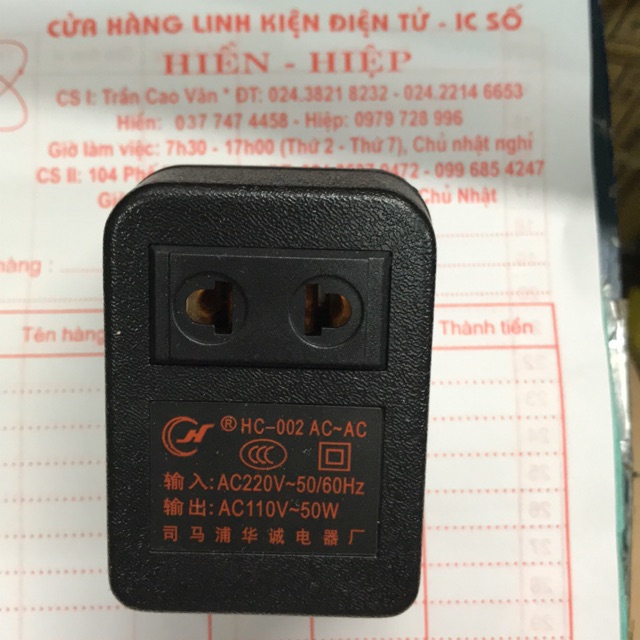 CỬA HÀNG LINH KIỆN ĐIỆN TỬ - IC SỐ
HIỀN - HIỆP
CS I: Trần Cao Vân * ĐT: 024.3821 8232 - 024.2214 6653
Hiền: 037 747 4458 - Hiệp: 0979 728 996
Giờ làm việc: 7h30 - 17h00 (Thứ 2 - Thứ 7), Chủ nhật nghỉ
CS II: 104 Phố 0472 - 099 685 4247
Chủ Nhật
hàng :
Tên hàng Thành tiền
® HC-002 AC~AC
输入:AC220V~50/60Hz
输出:AC110V~50W
司马浦华诚电器厂